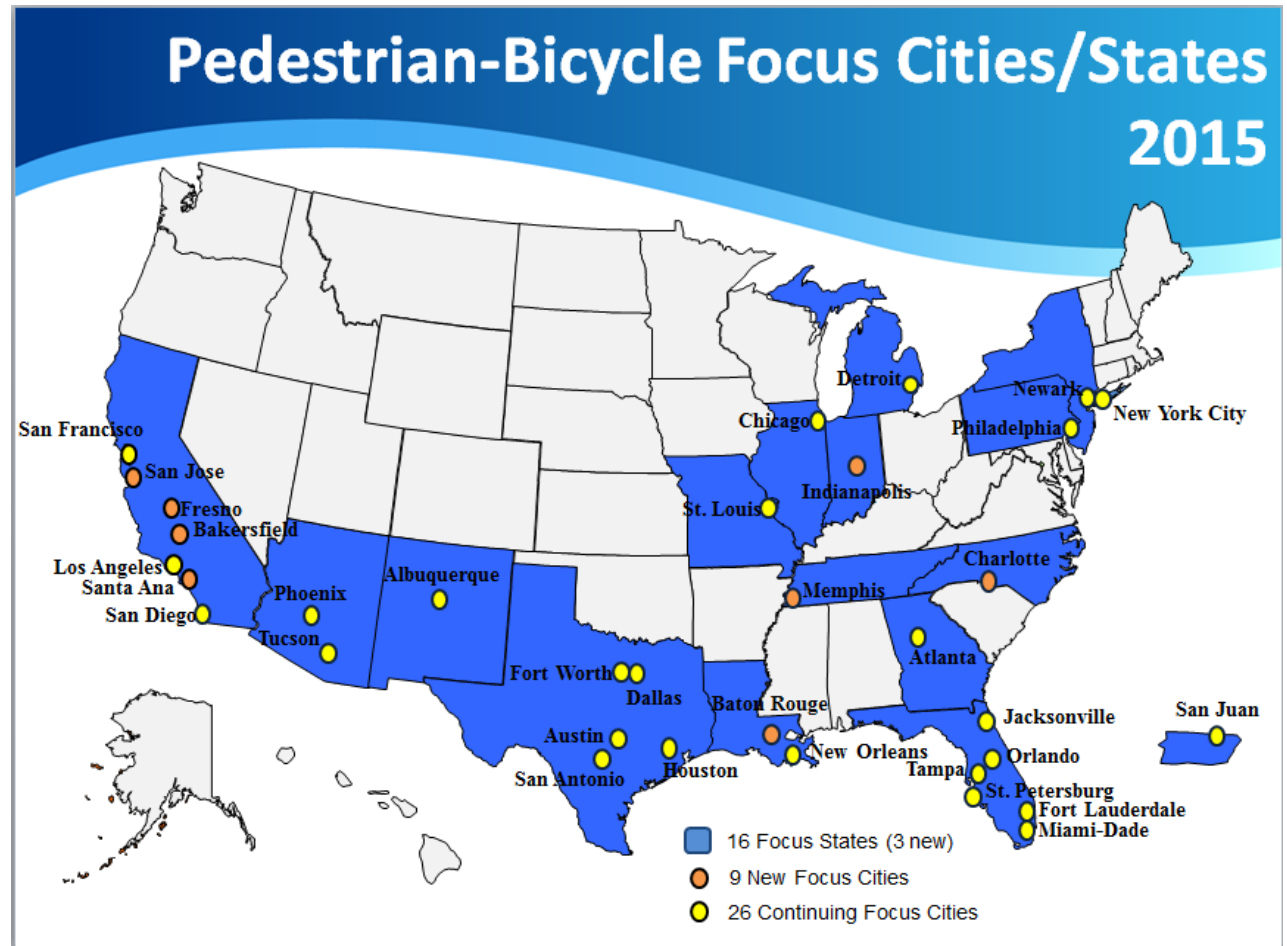 Pedestrian-Bicycle Focus Cities/States
2015
Detroit
Newark
New York City
Chicago
Philadelphia
San Francisco
San Jose
Indianapolis
Fresno
St. Louis
Bakersfield
Charlotte
Los Angeles
Albuquerque
Santa Ana
Phoenix
Memphis
San Diego
Tucson
Atlanta
Fort Worth
Dallas
Baton Rouge
San Juan
Jacksonville
Austin
New Orleans
Orlando
Houston
Tampa
San Antonio
St. Petersburg
Fort Lauderdale
Miami-Dade
16 Focus States (3 new)
9 New Focus Cities
26 Continuing Focus Cities